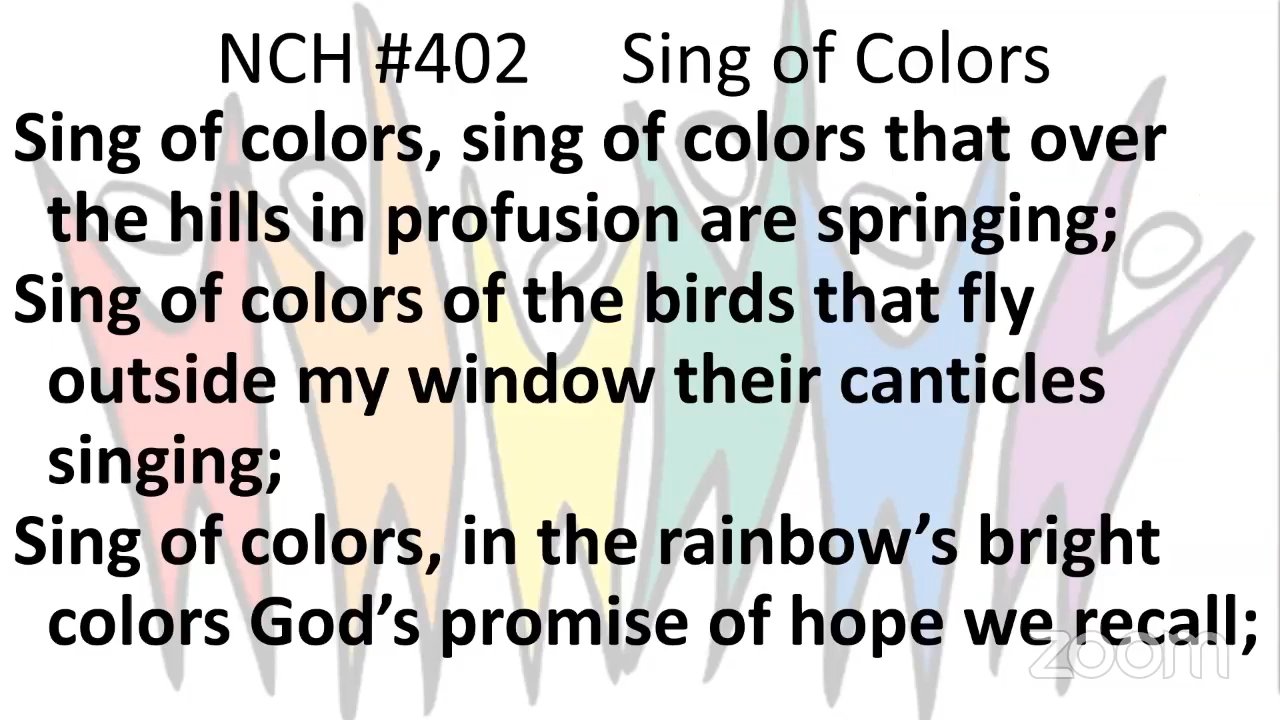 NCH #402 Sing of Colors
Sing of colors, sing of colors that over
the hills in profusion are springing;
Sing of colors of the birds that fly
outside my window their canticles
singing;
Sing of colors, in the rainbow’s bright
colors God’s promise of hope we recall;
zoom